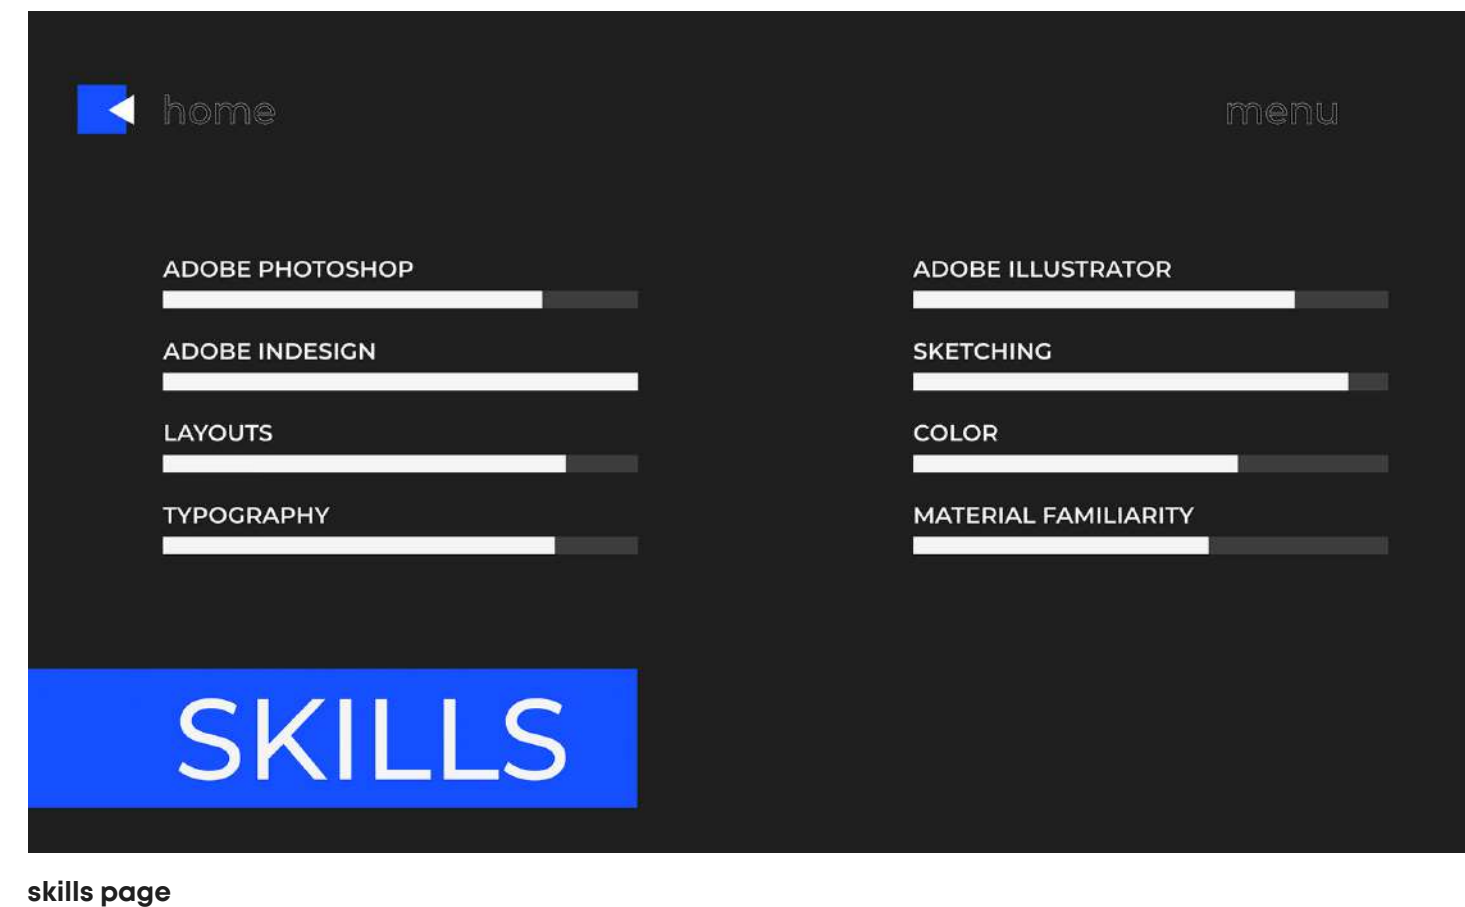 home
menu
ADOBE PHOTOSHOP
ADOBE INDESIGN
LAYOUTS
TYPOGRAPHY
ADOBE ILLUSTRATOR
SKETCHING
COLOR
MATERIAL FAMILIARITY
SKILLS
skills page